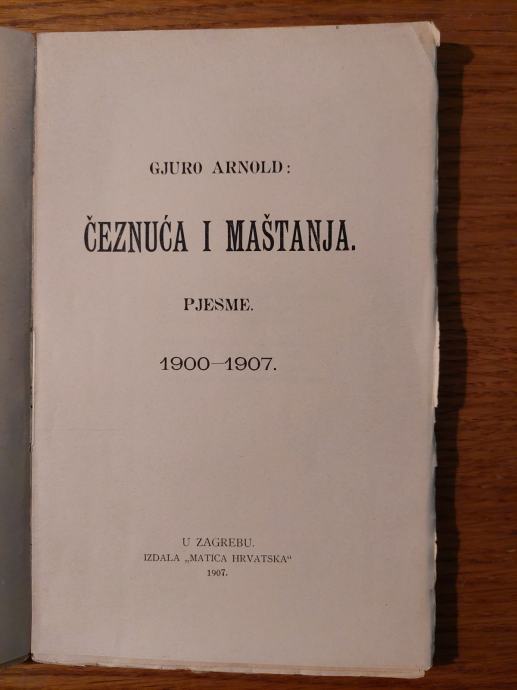 GJURO ARNOLD:
ČEZNUĆA I MAŠTANJA.
PJESME.
1900—1907.
U ZAGREBU.
IZDALA „MATICA HRVATSKA“
1907.